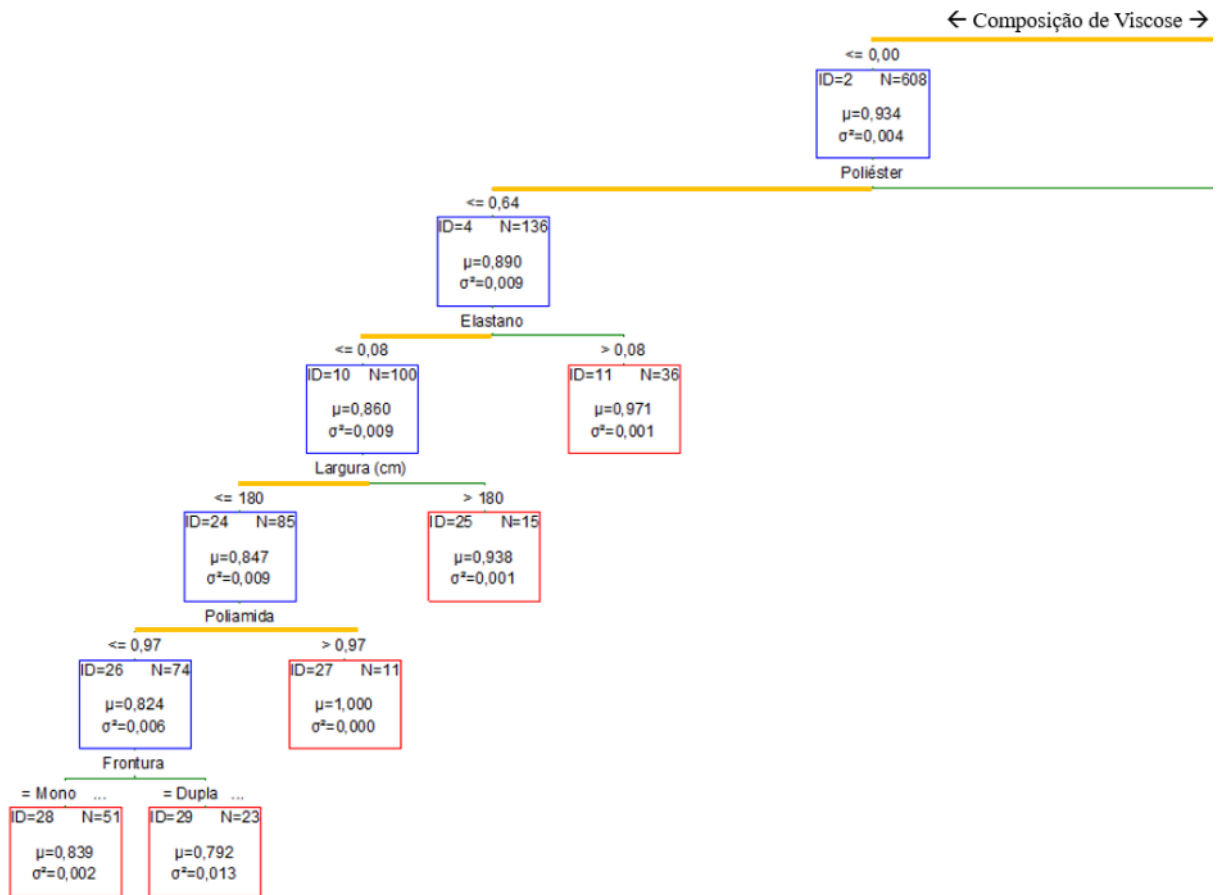 ← Composição de Viscose →
<= 0,00
ID=2 N=608
µ=0,934
σ²=0,004
Poliéster
<= 0,64
ID=4 N=136
µ=0,890
σ²=0,009
Elastano
<= 0,08 > 0,08
ID=10 N=100 ID=11 N=36
µ=0,860 µ=0,971
σ²=0,009 σ²=0,001
Largura (cm)
<= 180 > 180
ID=24 N=85 ID=25 N=15
µ=0,847 µ=0,938
σ²=0,009 σ²=0,001
Poliamida
<= 0,97 > 0,97
ID=26 N=74 ID=27 N=11
µ=0,824 µ=1,000
σ²=0,006 σ²=0,000
Frontura
= Mono ... = Dupla ...
ID=28 N=51 ID=29 N=23
µ=0,839 µ=0,792
σ²=0,002 σ²=0,013